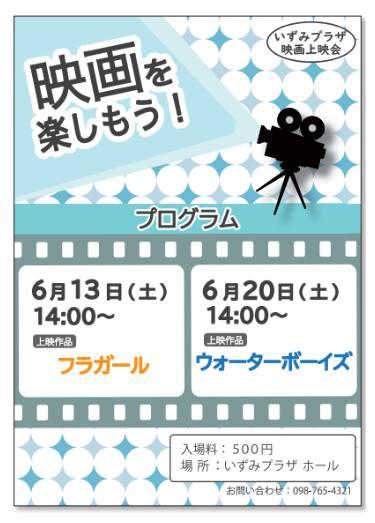 いずみプラザ
映画上映会
映画を
楽しもう！
プログラム
6月13日（土）
14:00～
上映作品
フラガール
6月20日（土）
14:00～
上映作品
ウォーターボーイズ
入場料：500円
場 所：いずみプラザ ホール
お問い合わせ：098-765-4321